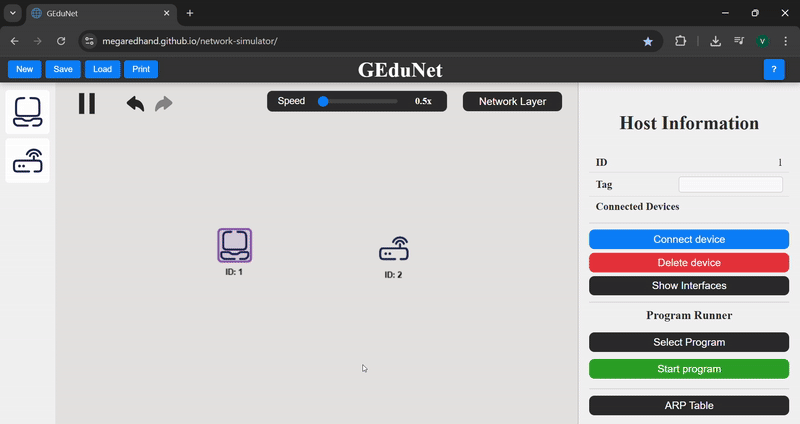 GEduNet
megaredhand.github.io/network-simulator/
V
New Save Load Print
GEduNet
?
Speed 0.5x
Network Layer
Host Information
ID 1
Tag
Connected Devices
Connect device
Delete device
Show Interfaces
Program Runner
Select Program
Start program
ARP Table
ID: 1
ID: 2